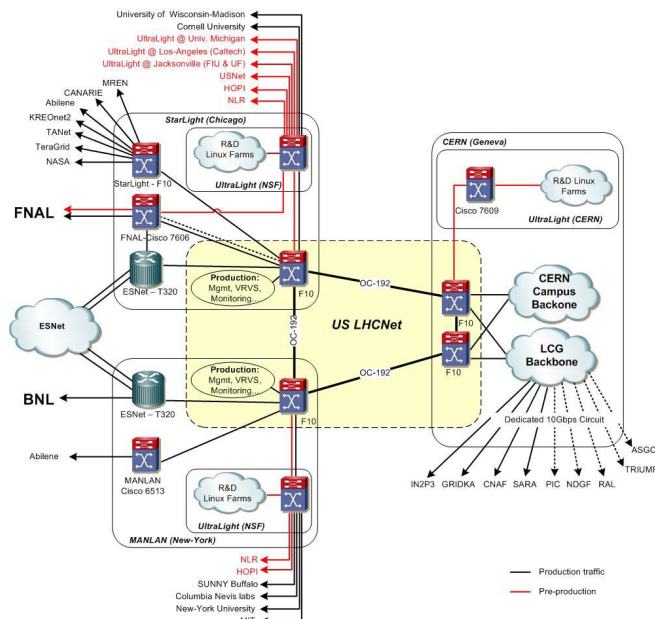 University of Wisconsin-Madison
Cornell University
UltraLight @ Univ. Michigan
UltraLight @ Los-Angeles (Caltech)
UltraLight @ Jacksonville (FIU & UF)
USNet
HOPI
NLR
MREN
CANARIE
Abilene
KREOnet2
TANet
TeraGrid
NASA
StarLight (Chicago)
R&D
Linux Farms
UltraLight (NSF)
StarLight - F10
FNAL
FNAL-Cisco 7606
ESNet – T320
Production:
Mgmt, VRVS,
Monitoring...
F10
CERN (Geneva)
Cisco 7609
R&D Linux
Farms
UltraLight (CERN)
OC-192
US LHCNet
OC-192
OC-192
F10
F10
CERN
Campus
Backone
LCG
Backbone
ESNet
BNL
ESNet – T320
Production:
Mgmt, VRVS,
Monitoring...
F10
Abilene
MANLAN
Cisco 6513
R&D
Linux Farms
UltraLight (NSF)
MANLAN (New-York)
Dedicated 10Gbps Circuit
IN2P3
GRIDKA
CNAF
SARA
PIC
NDGF
RAL
TRIUMF
ASGC
NLR
HOPI
SUNNY Buffalo
Columbia Nevis labs
New-York University
MIT
Production traffic
Pre-production